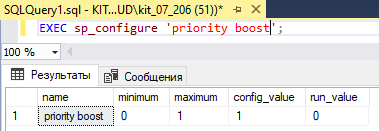 SQLQuery1.sql - KIT...UD\kit_07_206 (51))*
EXEC sp_configure 'priority boost';
100 %
Результаты Сообщения
name minimum maximum config_value run_value
1 priority boost 0 1 1 0